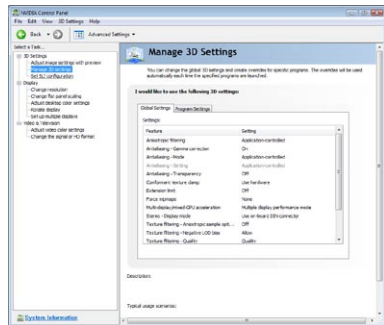 NVIDIA Control Panel
File Edit View 3D Settings Help
Back
Advanced Settings
Select a Task...
3D Settings
Adjust image settings with preview
Manage 3D settings
Set SLI configuration
Display
Change resolution
Change flat panel scaling
Adjust desktop color settings
Rotate display
Set up multiple displays
Video & Television
Adjust video color settings
Change the signal or HD format
System Information
Manage 3D Settings
You can change the global 3D settings and create overrides for specific programs. The overrides will be used
automatically each time the specified programs are launched.
I would like to use the following 3D settings:
Global Settings Program Settings
Settings:
Feature Setting
Anisotropic filtering Application-controlled
Antialiasing - Gamma correction On
Antialiasing - Mode Application-controlled
Antialiasing - Setting Application-controlled
Antialiasing - Transparency Off
Conformant texture clamp Use hardware
Extension limit Off
Force mipmaps None
Multi-display/mixed-GPU acceleration Multiple display performance mode
Stereo - Display mode Use on-board DIN connector
Texture filtering - Anisotropic sample opti... Off
Texture filtering - Negative LOD bias Allow
Texture filtering - Quality Quality
Description:
Typical usage scenarios: